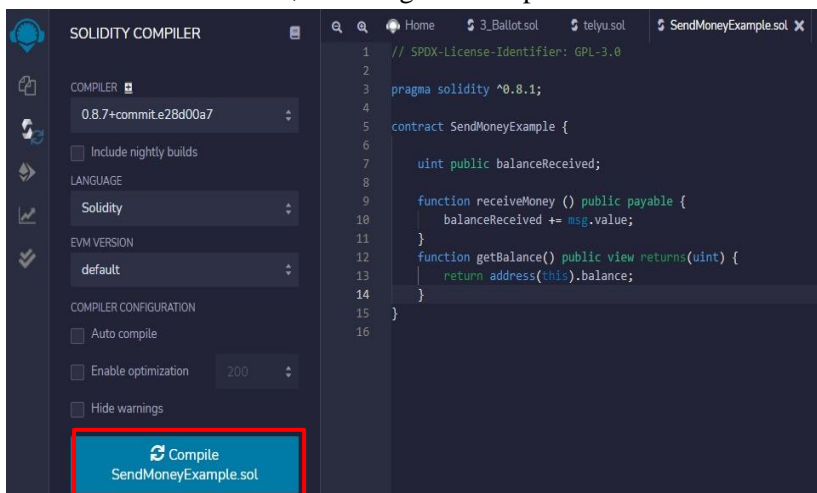 SOLIDITY COMPILER
COMPILER
0.8.7+commit.e28d00a7
Include nightly builds
LANGUAGE
Solidity
EVM VERSION
default
COMPILER CONFIGURATION
Auto compile
Enable optimization 200
Hide warnings
Compile
SendMoneyExample.sol
Home 3_Ballot.sol telyu.sol SendMoneyExample.sol
1 // SPDX-License-Identifier: GPL-3.0
2
3 pragma solidity ^0.8.1;
4
5 contract SendMoneyExample {
6
7 uint public balanceReceived;
8
9 function receiveMoney () public payable {
10 balanceReceived += msg.value;
11 }
12 function getBalance() public view returns(uint) {
13 return address(this).balance;
14 }
15 }
16